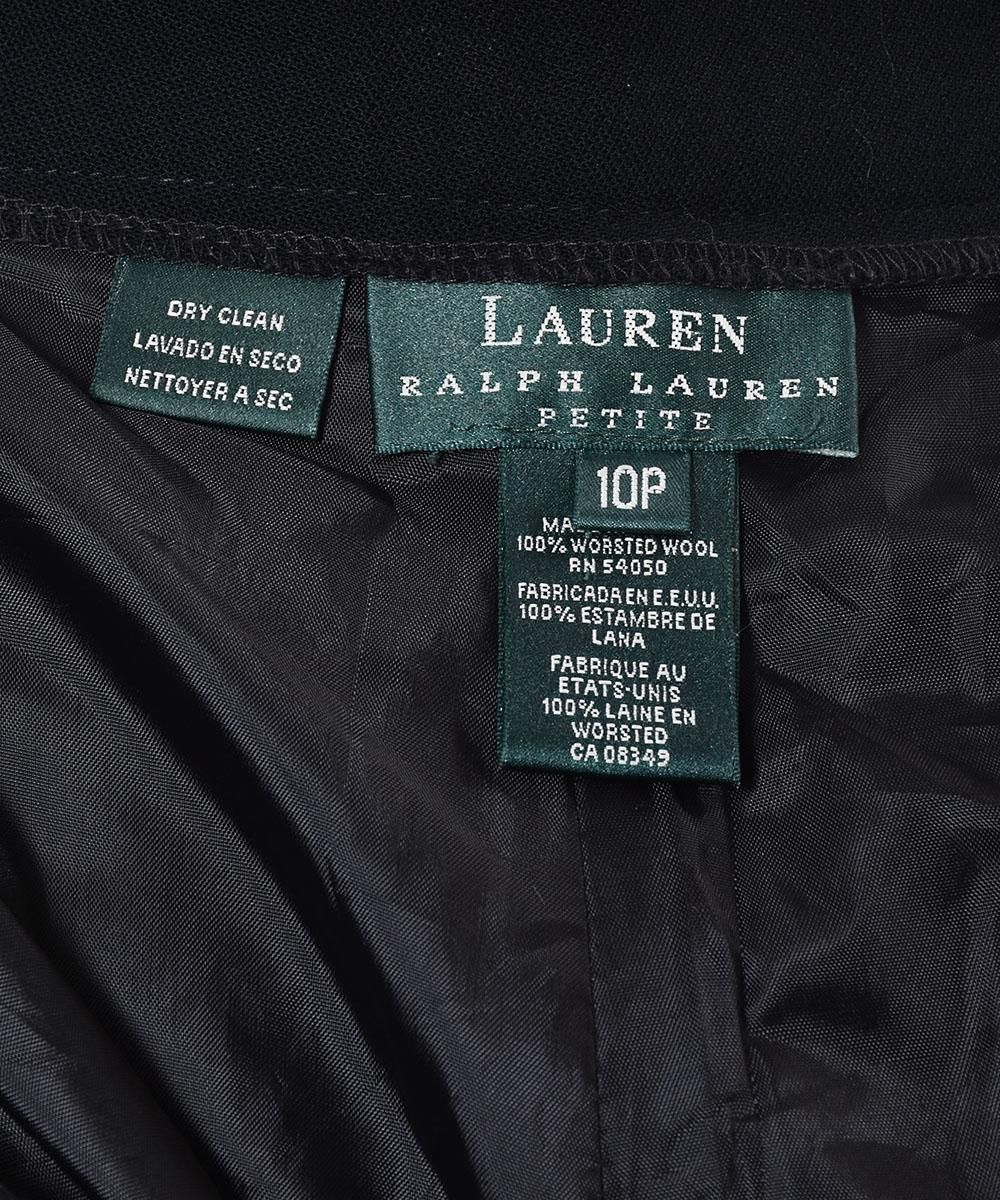 DRY CLEAN
LAVADO EN SECO
NETTOYER A SEC
LAUREN
RALPH LAUREN
PETITE
10P
100% WORSTED WOOL
RN 54050
FABRICADA EN E.E.U.U.
100% ESTAMBRE DE
LANA
FABRIQUE AU
ETATS-UNIS
100% LAINE EN
WORSTED
CA 08349